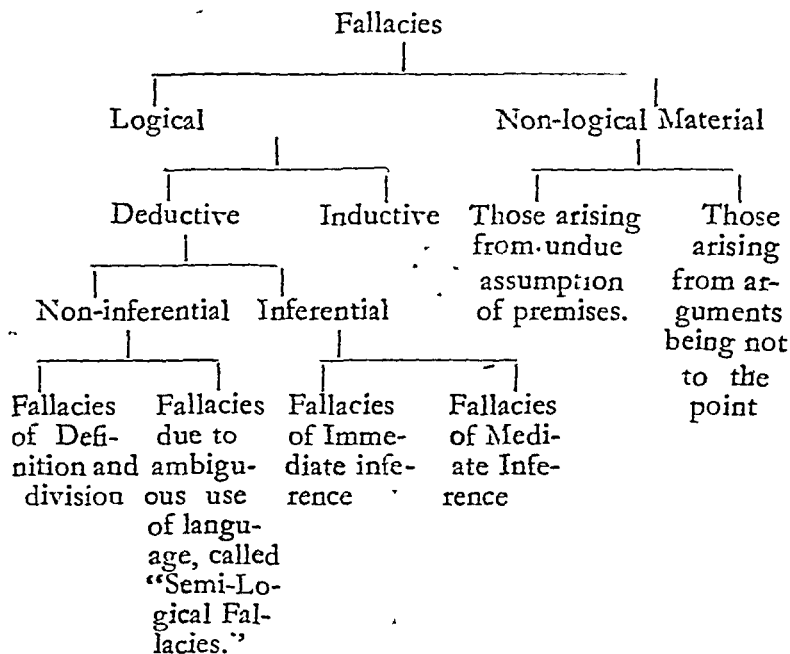 Fallacies
Logical
Non-logical Material
Deductive
Inductive
Those arising
from undue
assumption
of premises.
Those
arising
from ar-
guments
being not
to the
point
Non-inferential
Inferential
Fallacies
of Defi-
nition and
division
Fallacies
due to
ambigu-
ous use
of langu-
age, called
“Semi-Lo-
gical Fal-
lacies.”
Fallacies
of Imme-
diate infe-
rence
Fallacies
of Medi-
ate Infe-
rence